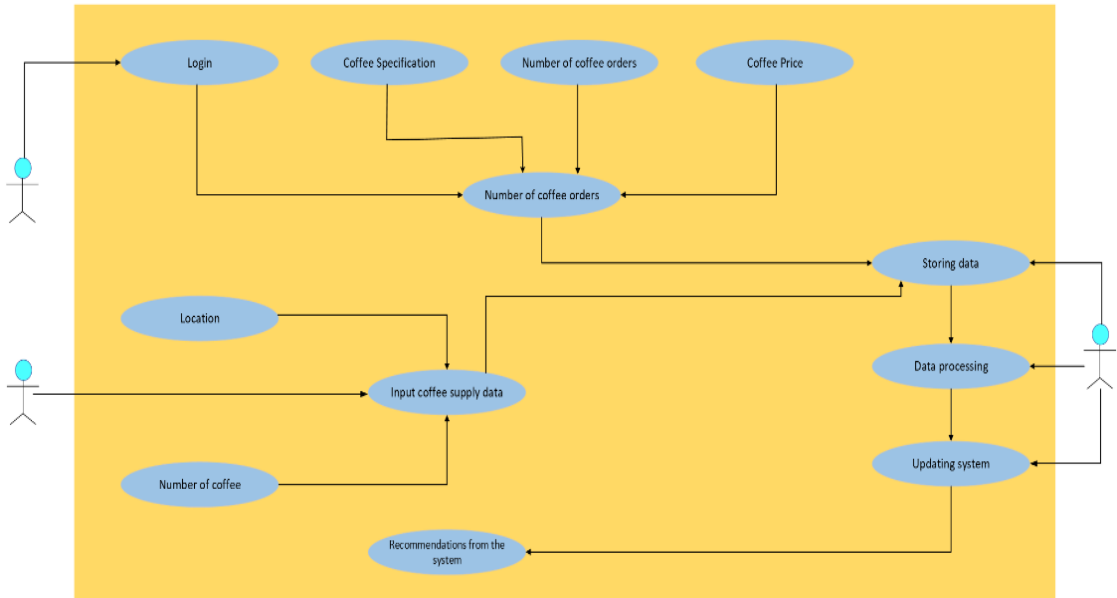 Login
Coffee Specification
Number of coffee orders
Coffee Price
Number of coffee orders
Storing data
Location
Data processing
Input coffee supply data
Updating system
Number of coffee
Recommendations from the
system